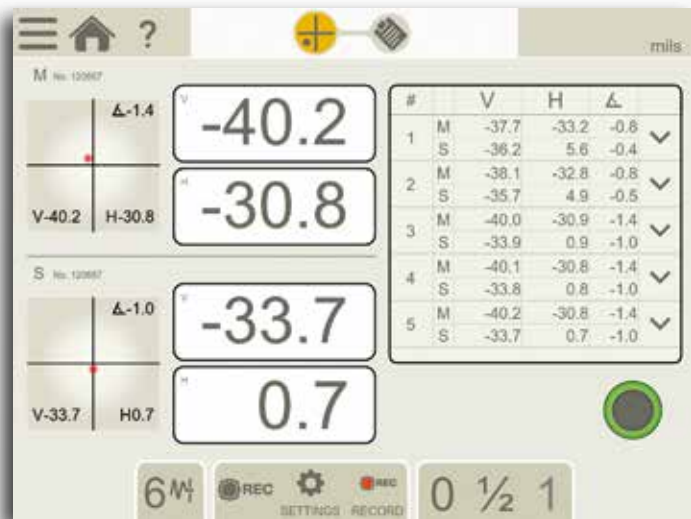 ?
mils
M No. 120667
∡-1.4
V-40.2 H-30.8
V
-40.2
H
-30.8
S No. 120667
∡-1.0
V-33.7 H0.7
V
-33.7
H
0.7
# V H ∡
1 M -37.7 -33.2 -0.8
S -36.2 5.6 -0.4
2 M -38.1 -32.8 -0.8
S -35.7 4.9 -0.5
3 M -40.0 -30.9 -1.4
S -33.9 0.9 -1.0
4 M -40.1 -30.8 -1.4
S -33.8 0.8 -1.0
5 M -40.2 -30.8 -1.4
S -33.7 0.7 -1.0
6 REC SETTINGS REC RECORD 0 ½ 1